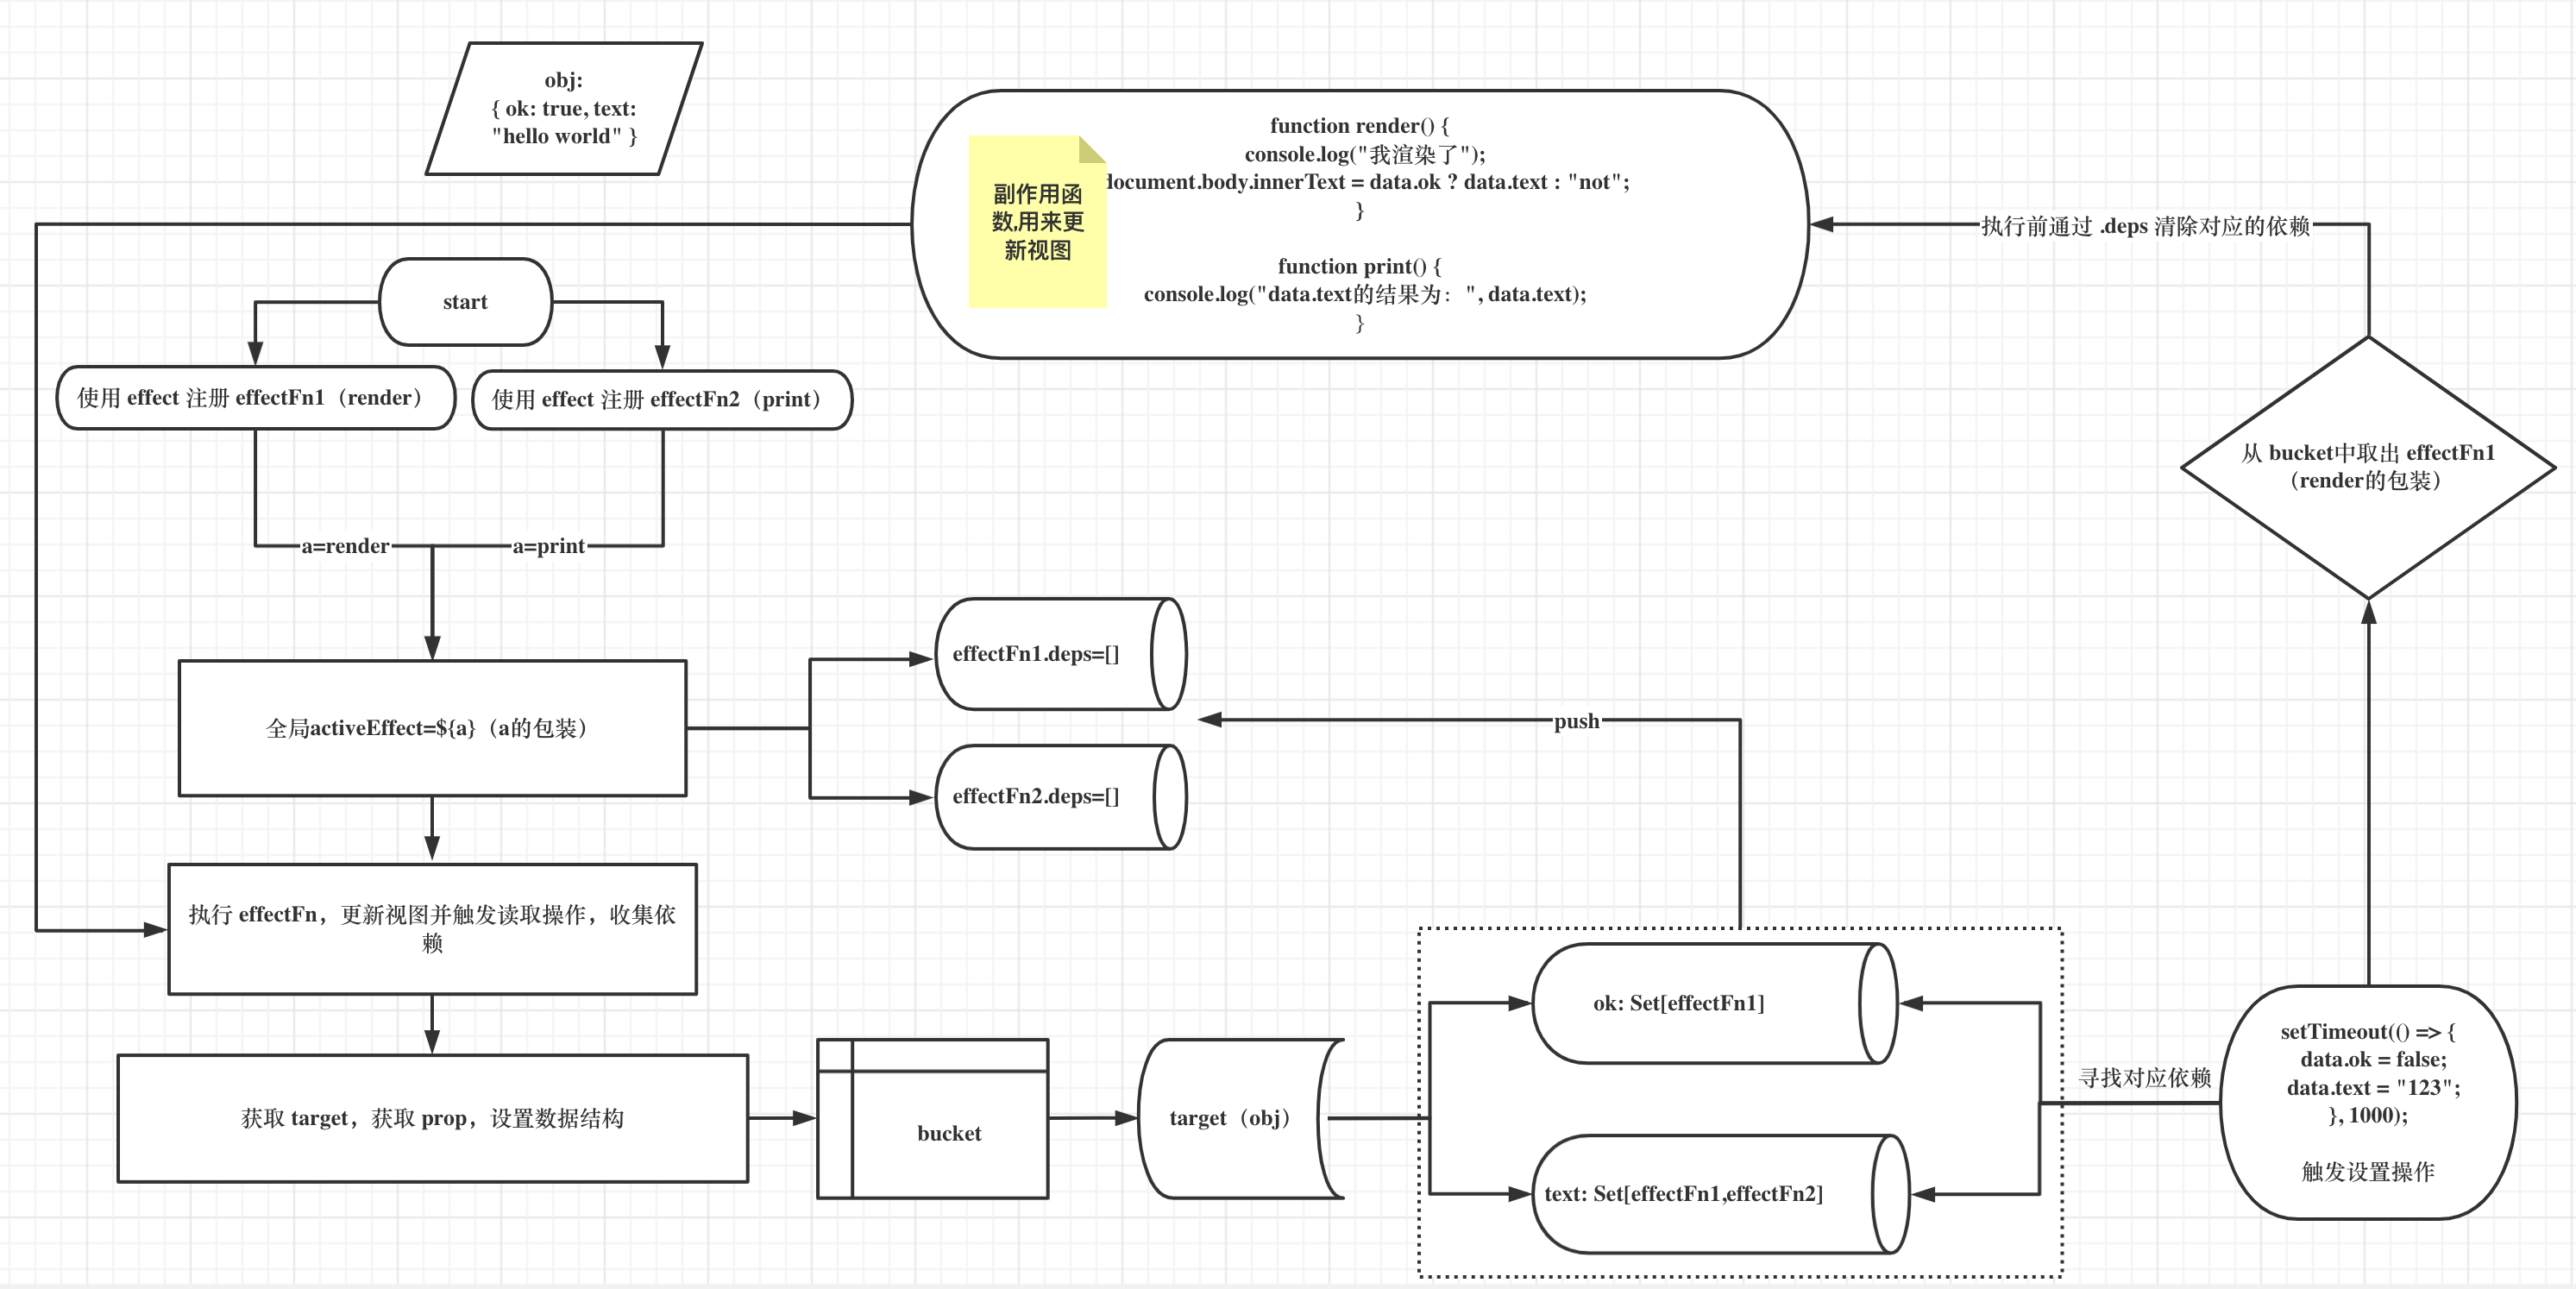 obj:
{ ok: true, text:
"hello world" }
function render() {
console.log("我渲染了");
document.body.innerText = data.ok ? data.text : "not";
}
function print() {
console.log("data.text的结果为：", data.text);
}
副作用函
数,用来更
新视图
执行前通过 .deps 清除对应的依赖
start
使用 effect 注册 effectFn1（render）
使用 effect 注册 effectFn2（print）
从 bucket中取出 effectFn1
（render的包装）
a=render
a=print
effectFn1.deps=[]
全局activeEffect=${a}（a的包装）
push
effectFn2.deps=[]
执行 effectFn，更新视图并触发读取操作，收集依
赖
ok: Set[effectFn1]
setTimeout(() => {
data.ok = false;
data.text = "123";
}, 1000);
触发设置操作
寻找对应依赖
获取 target，获取 prop，设置数据结构
bucket
target（obj）
text: Set[effectFn1,effectFn2]